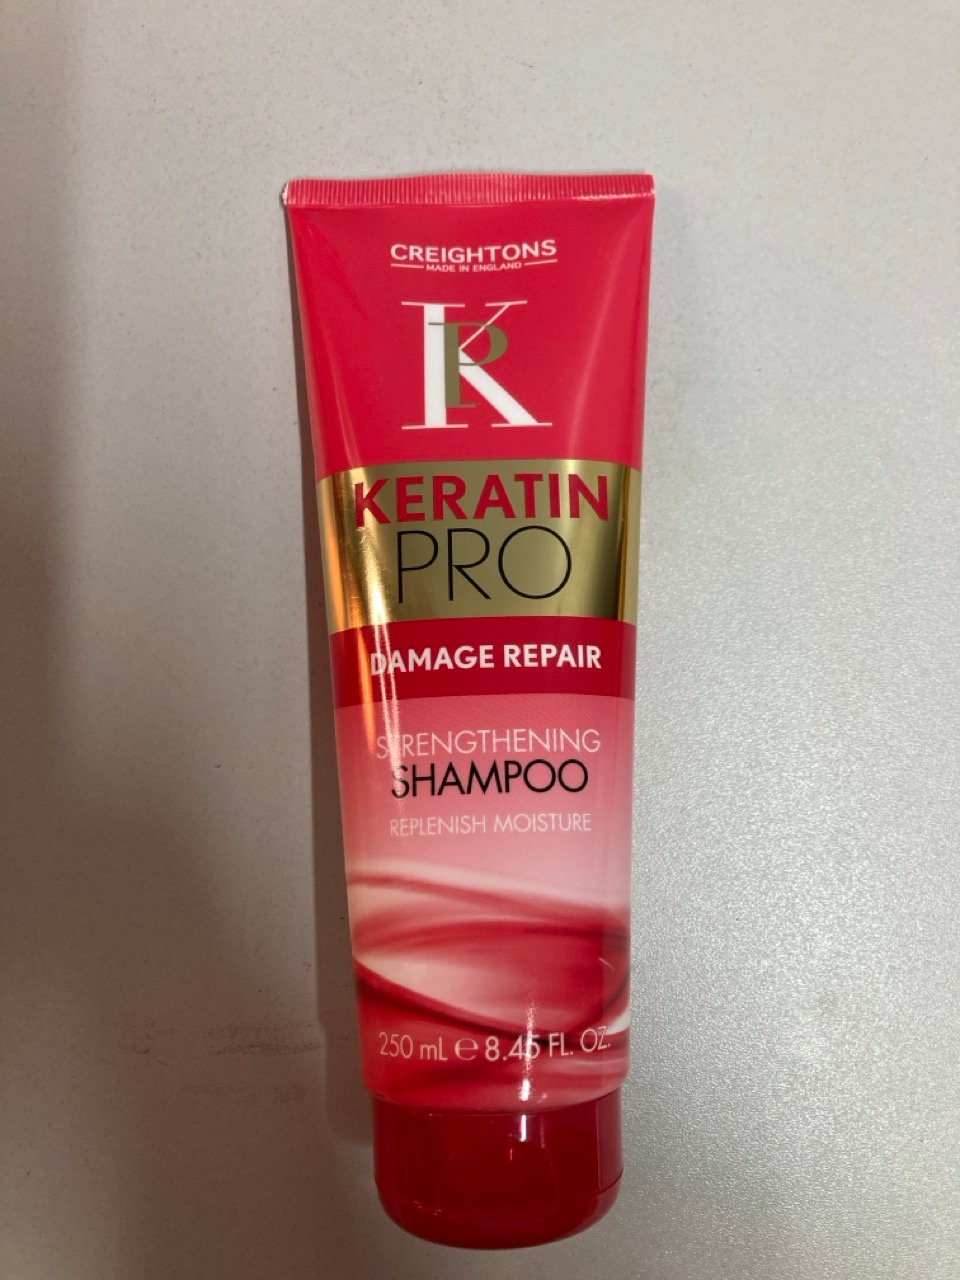 CREIGHTONS
MADE IN ENGLAND
KP
KERATIN
PRO
DAMAGE REPAIR
STRENGTHENING
SHAMPOO
REPLENISH MOISTURE
250 mL ℮ 8.45 FL. OZ.